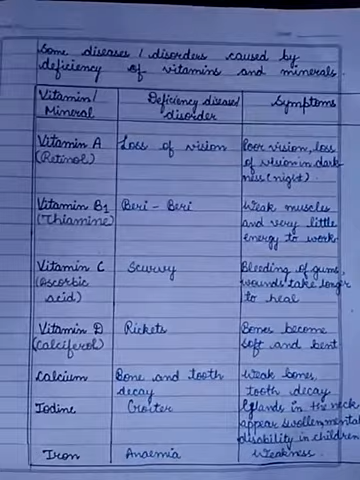 Some diseases / disorders caused by
deficiency of vitamins and minerals.
Vitamin/ Deficiency disease/ Symptoms
Mineral disorder
Vitamin A Loss of vision Poor vision, loss
(Retinol) of vision in dark-
ness (night).
Vitamin B1 Beri - Beri Weak muscles
(Thiamine) and very little
energy to work
Vitamin C Scurvy Bleeding of gums,
(Ascorbic wounds take longer
acid) to heal
Vitamin D Rickets Bones become
(Calciferol) soft and bent
Calcium Bone and tooth Weak bones,
decay tooth decay
Iodine Goiter Glands in the neck
appear swollen, mental
disability in children
Iron Anaemia Weakness.